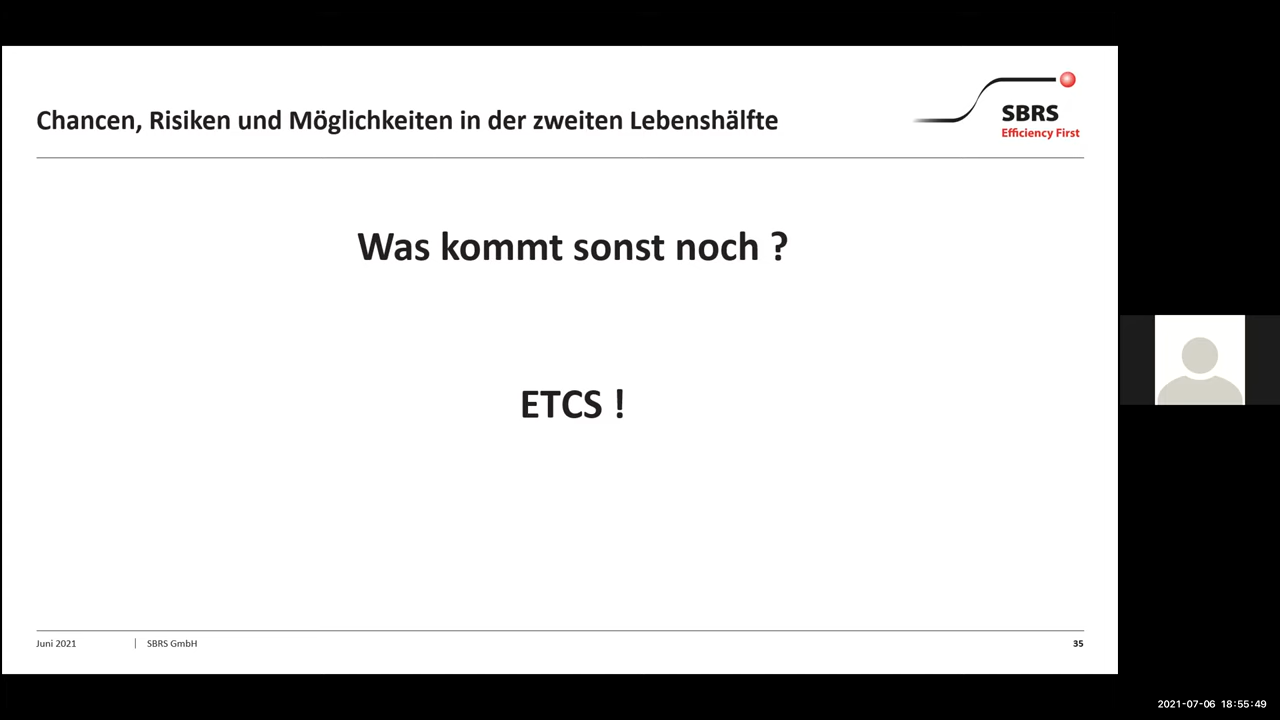 Chancen, Risiken und Möglichkeiten in der zweiten Lebenshälfte
SBRS
Efficiency First
Was kommt sonst noch ?
ETCS !
Juni 2021 | SBRS GmbH 35
2021-07-06 18:55:49